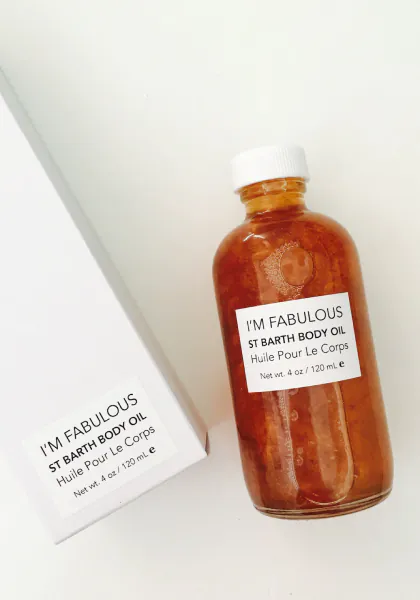 I'M FABULOUS
ST BARTH BODY OIL
Huile Pour Le Corps
Net wt. 4 oz / 120 mL e
I'M FABULOUS
ST BARTH BODY OIL
Huile Pour Le Corps
Net wt. 4 oz / 120 mL e